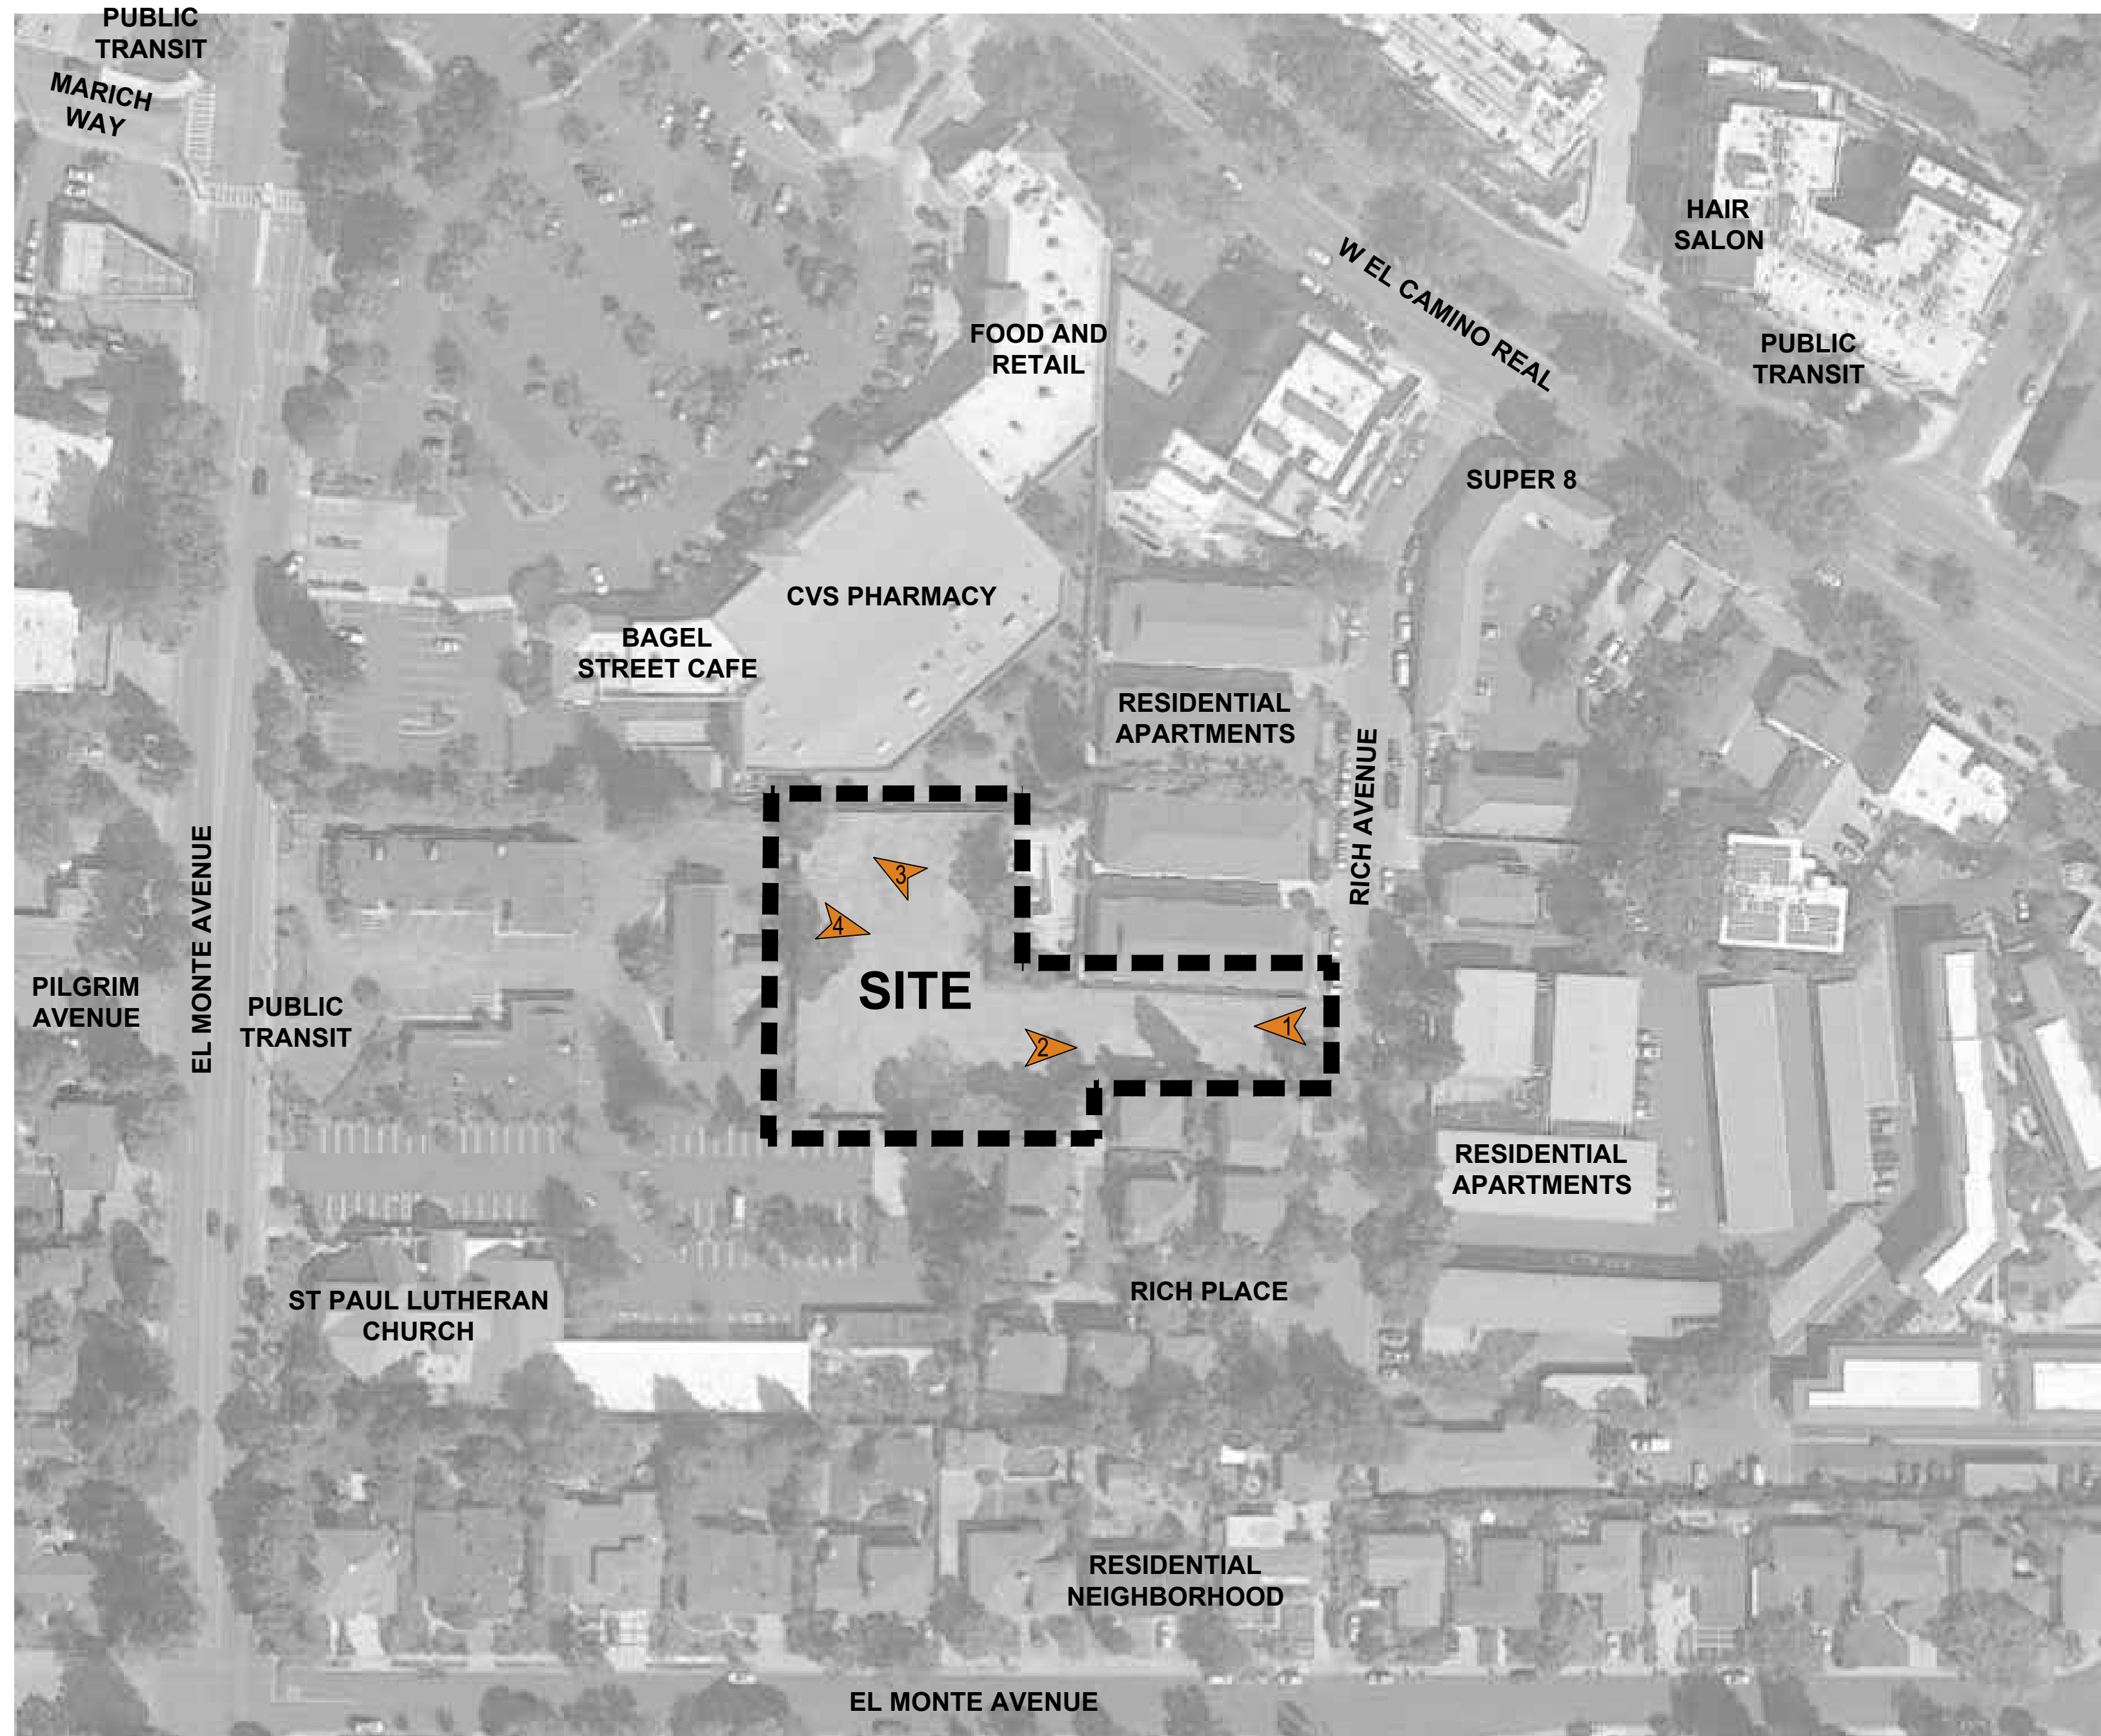 PUBLIC
TRANSIT
MARICH
WAY
HAIR
SALON
W EL CAMINO REAL
FOOD AND
RETAIL
PUBLIC
TRANSIT
SUPER 8
CVS PHARMACY
BAGEL
STREET CAFE
RESIDENTIAL
APARTMENTS
RICH AVENUE
EL MONTE AVENUE
3
4
SITE
PILGRIM
AVENUE
PUBLIC
TRANSIT
1
2
RESIDENTIAL
APARTMENTS
RICH PLACE
ST PAUL LUTHERAN
CHURCH
RESIDENTIAL
NEIGHBORHOOD
EL MONTE AVENUE